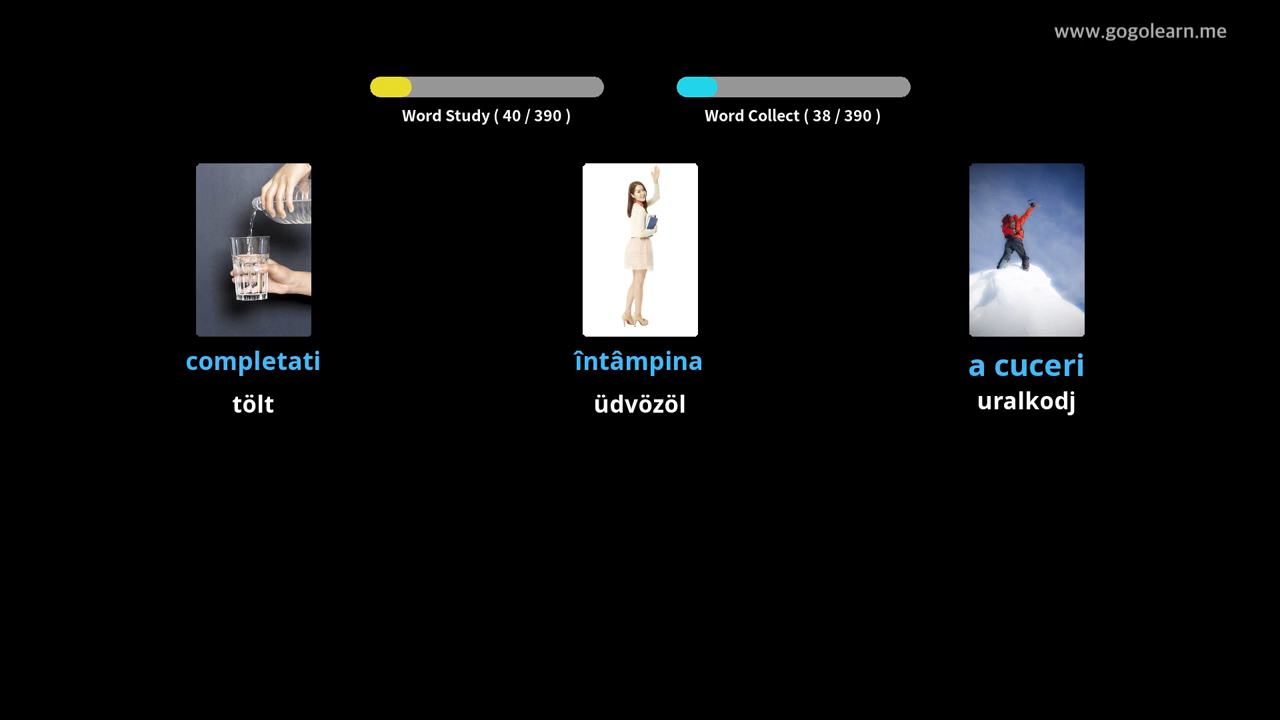 www.gogolearn.me
Word Study ( 40 / 390 )
Word Collect ( 38 / 390 )
completati
întâmpina
a cuceri
tölt
üdvözöl
uralkodj